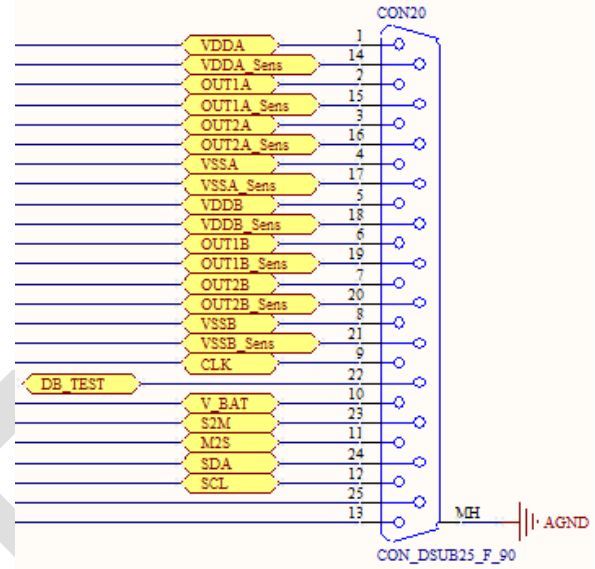 CON20
VDDA 1
VDDA_Sens 14
OUT1A 2
OUT1A_Sens 15
OUT2A 3
OUT2A_Sens 16
VSSA 4
VSSA_Sens 17
VDDB 5
VDDB_Sens 18
OUT1B 6
OUT1B_Sens 19
OUT2B 7
OUT2B_Sens 20
VSSB 8
VSSB_Sens 21
CLK 9
DB_TEST 22
V_BAT 10
S2M 23
M2S 11
SDA 24
SCL 12
25
13 MH AGND
CON_DSUB25_F_90